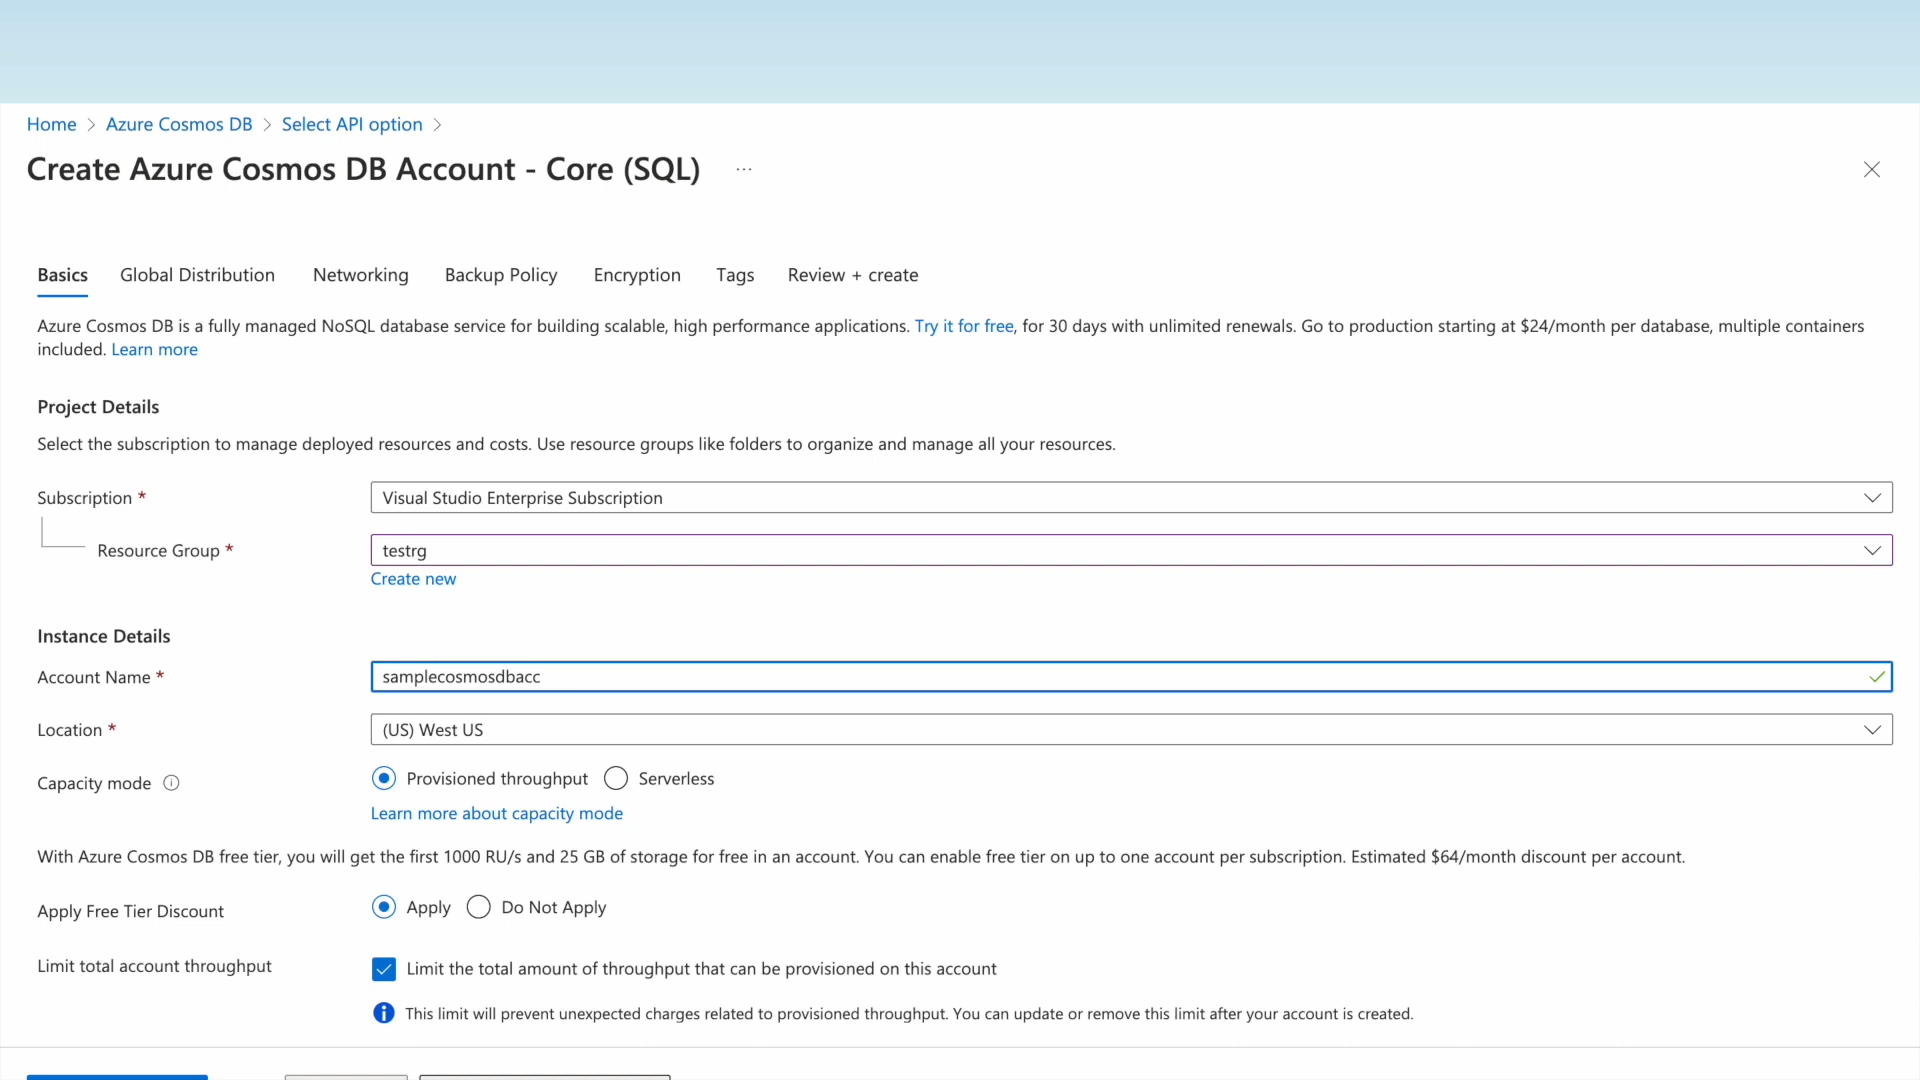 Home > Azure Cosmos DB > Select API option >
Create Azure Cosmos DB Account - Core (SQL) ...
Basics Global Distribution Networking Backup Policy Encryption Tags Review + create
Azure Cosmos DB is a fully managed NoSQL database service for building scalable, high performance applications. Try it for free, for 30 days with unlimited renewals. Go to production starting at $24/month per database, multiple containers
included. Learn more
Project Details
Select the subscription to manage deployed resources and costs. Use resource groups like folders to organize and manage all your resources.
Subscription * Visual Studio Enterprise Subscription
Resource Group * testrg
Create new
Instance Details
Account Name * samplecosmosdbacc
Location * (US) West US
Capacity mode Provisioned throughput Serverless
Learn more about capacity mode
With Azure Cosmos DB free tier, you will get the first 1000 RU/s and 25 GB of storage for free in an account. You can enable free tier on up to one account per subscription. Estimated $64/month discount per account.
Apply Free Tier Discount Apply Do Not Apply
Limit total account throughput Limit the total amount of throughput that can be provisioned on this account
This limit will prevent unexpected charges related to provisioned throughput. You can update or remove this limit after your account is created.